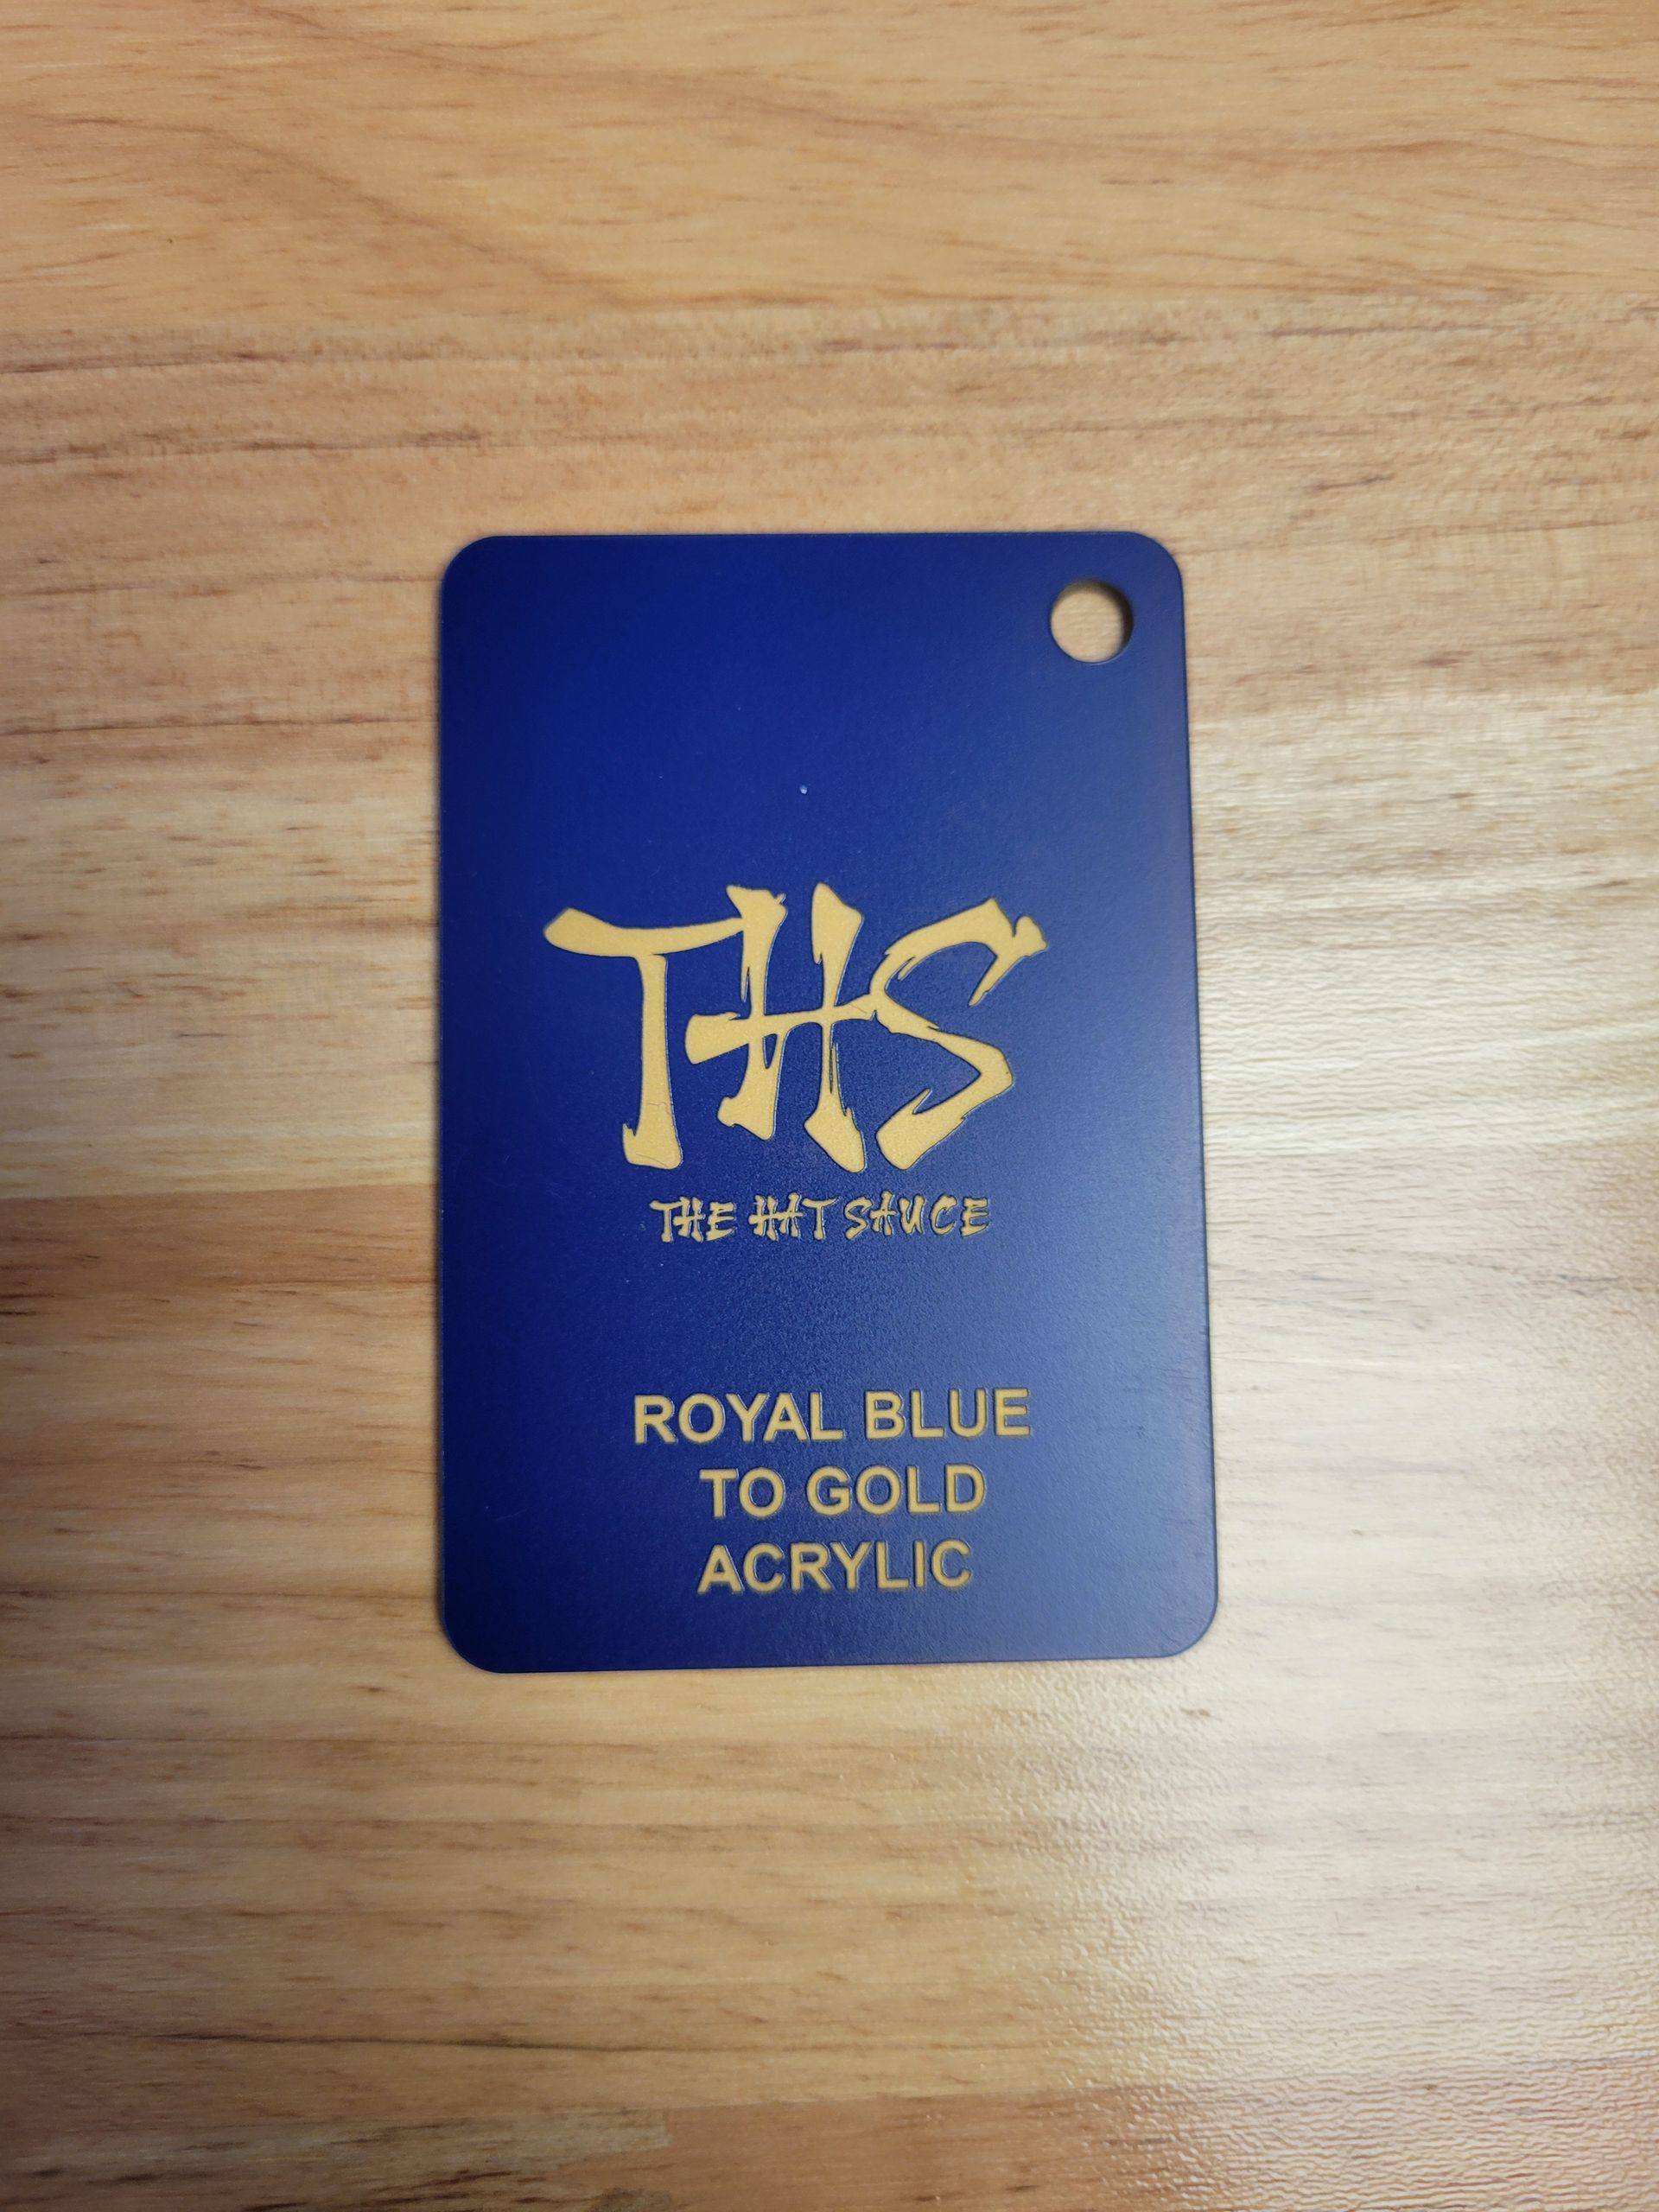 THS
THE HAT SAUCE
ROYAL BLUE
TO GOLD
ACRYLIC